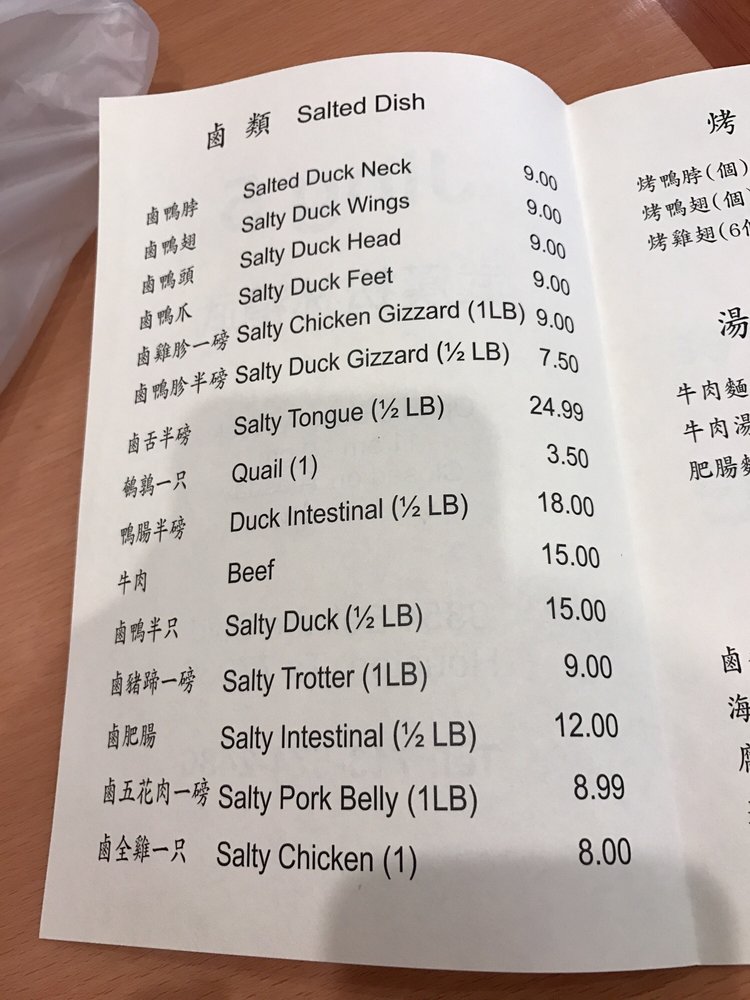 鹵 類 Salted Dish
鹵鴨脖 Salted Duck Neck 9.00
鹵鴨翅 Salty Duck Wings 9.00
鹵鴨頭 Salty Duck Head 9.00
鹵鴨爪 Salty Duck Feet 9.00
鹵雞胗一磅 Salty Chicken Gizzard (1LB) 9.00
鹵鴨胗半磅 Salty Duck Gizzard (½ LB) 7.50
鹵舌半磅 Salty Tongue (½ LB) 24.99
鵪鶉一只 Quail (1) 3.50
鴨腸半磅 Duck Intestinal (½ LB) 18.00
牛肉 Beef 15.00
鹵鴨半只 Salty Duck (½ LB) 15.00
鹵豬蹄一磅 Salty Trotter (1LB) 9.00
鹵肥腸 Salty Intestinal (½ LB) 12.00
鹵五花肉一磅 Salty Pork Belly (1LB) 8.99
鹵全雞一只 Salty Chicken (1) 8.00
烤
烤鴨脖(個)
烤鴨翅(個)
烤雞翅(6個
湯
牛肉麵
牛肉湯
肥腸麵
鹵
海